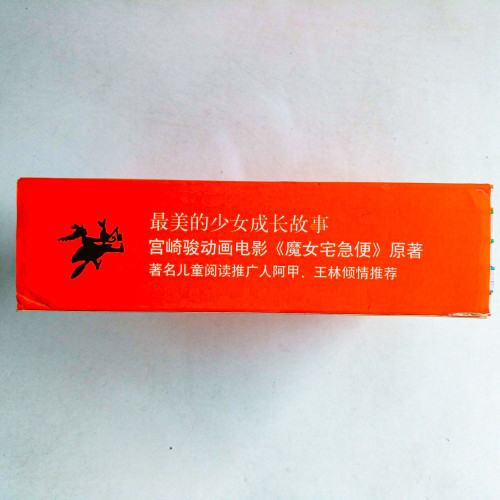 最美的少女成长故事
宫崎骏动画电影《魔女宅急便》原著
著名儿童阅读推广人阿甲、王林倾情推荐